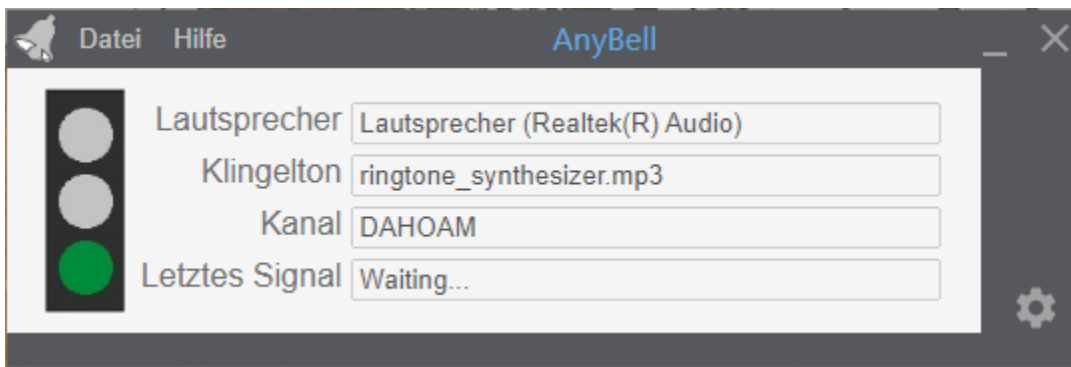 Datei Hilfe AnyBell
Lautsprecher Lautsprecher (Realtek(R) Audio)
Klingelton ringtone_synthesizer.mp3
Kanal DAHOAM
Letztes Signal Waiting...